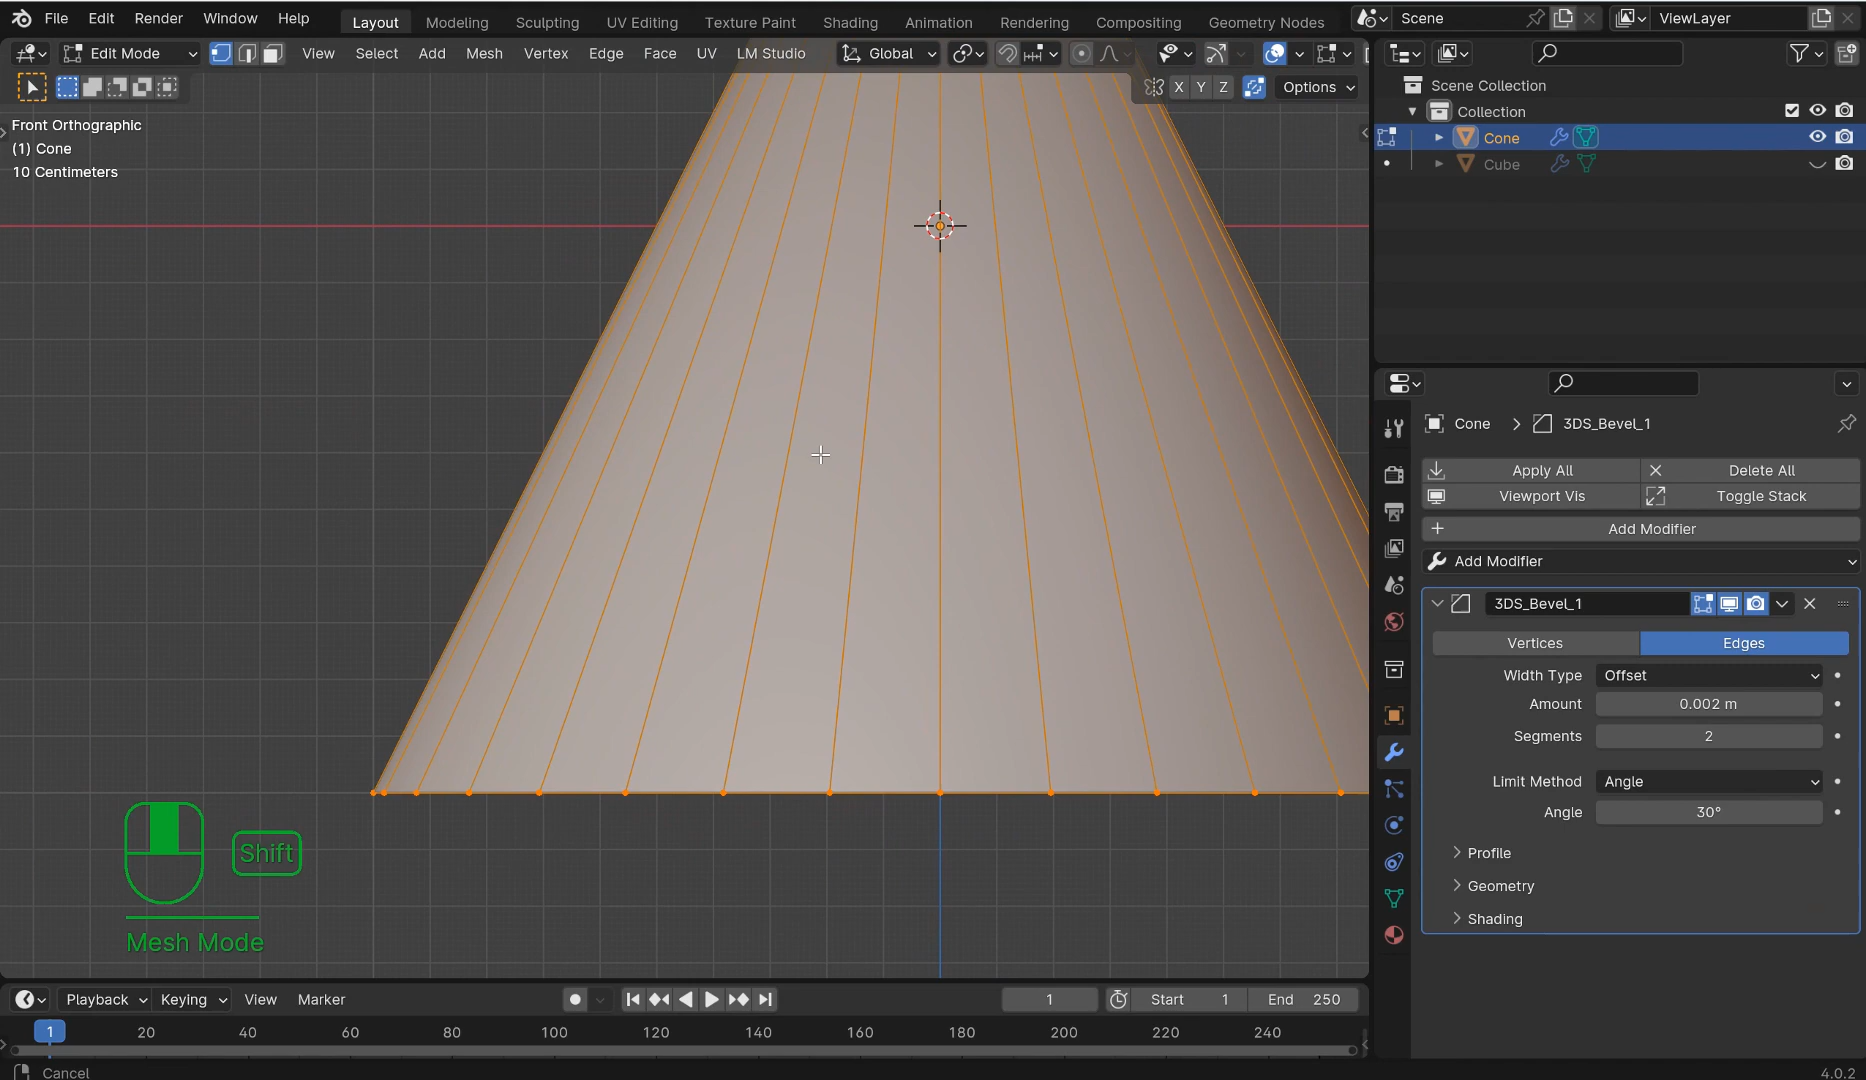 File Edit Render Window Help Layout Modeling Sculpting UV Editing Texture Paint Shading Animation Rendering Compositing Geometry Nodes Scene ViewLayer
Edit Mode View Select Add Mesh Vertex Edge Face UV LM Studio Global
X Y Z Options
Front Orthographic
(1) Cone
10 Centimeters
Scene Collection
Collection
Cone
Cube
Cone > 3DS_Bevel_1
Apply All Delete All
Viewport Vis Toggle Stack
Add Modifier
Add Modifier
3DS_Bevel_1
Vertices Edges
Width Type Offset
Amount 0.002 m
Segments 2
Limit Method Angle
Angle 30°
Profile
Geometry
Shading
Shift
Mesh Mode
Playback Keying View Marker 1 Start 1 End 250
1 20 40 60 80 100 120 140 160 180 200 220 240
Cancel 4.0.2